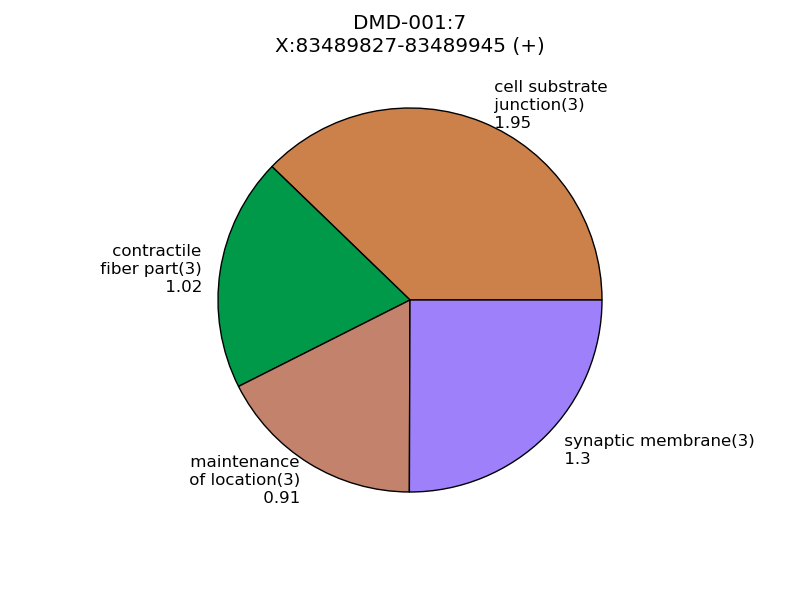 DMD-001:7
X:83489827-83489945 (+)
cell substrate
junction(3)
1.95
contractile
fiber part(3)
1.02
maintenance
of location(3)
0.91
synaptic membrane(3)
1.3